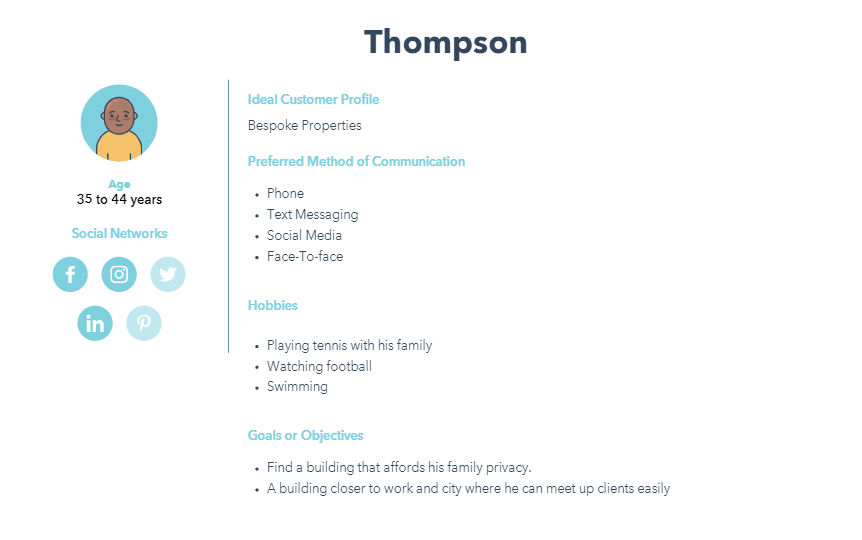 Thompson
Age
35 to 44 years
Social Networks
in
Ideal Customer Profile
Bespoke Properties
Preferred Method of Communication
• Phone
• Text Messaging
• Social Media
• Face-To-face
Hobbies
• Playing tennis with his family
• Watching football
• Swimming
Goals or Objectives
• Find a building that affords his family privacy.
• A building closer to work and city where he can meet up clients easily